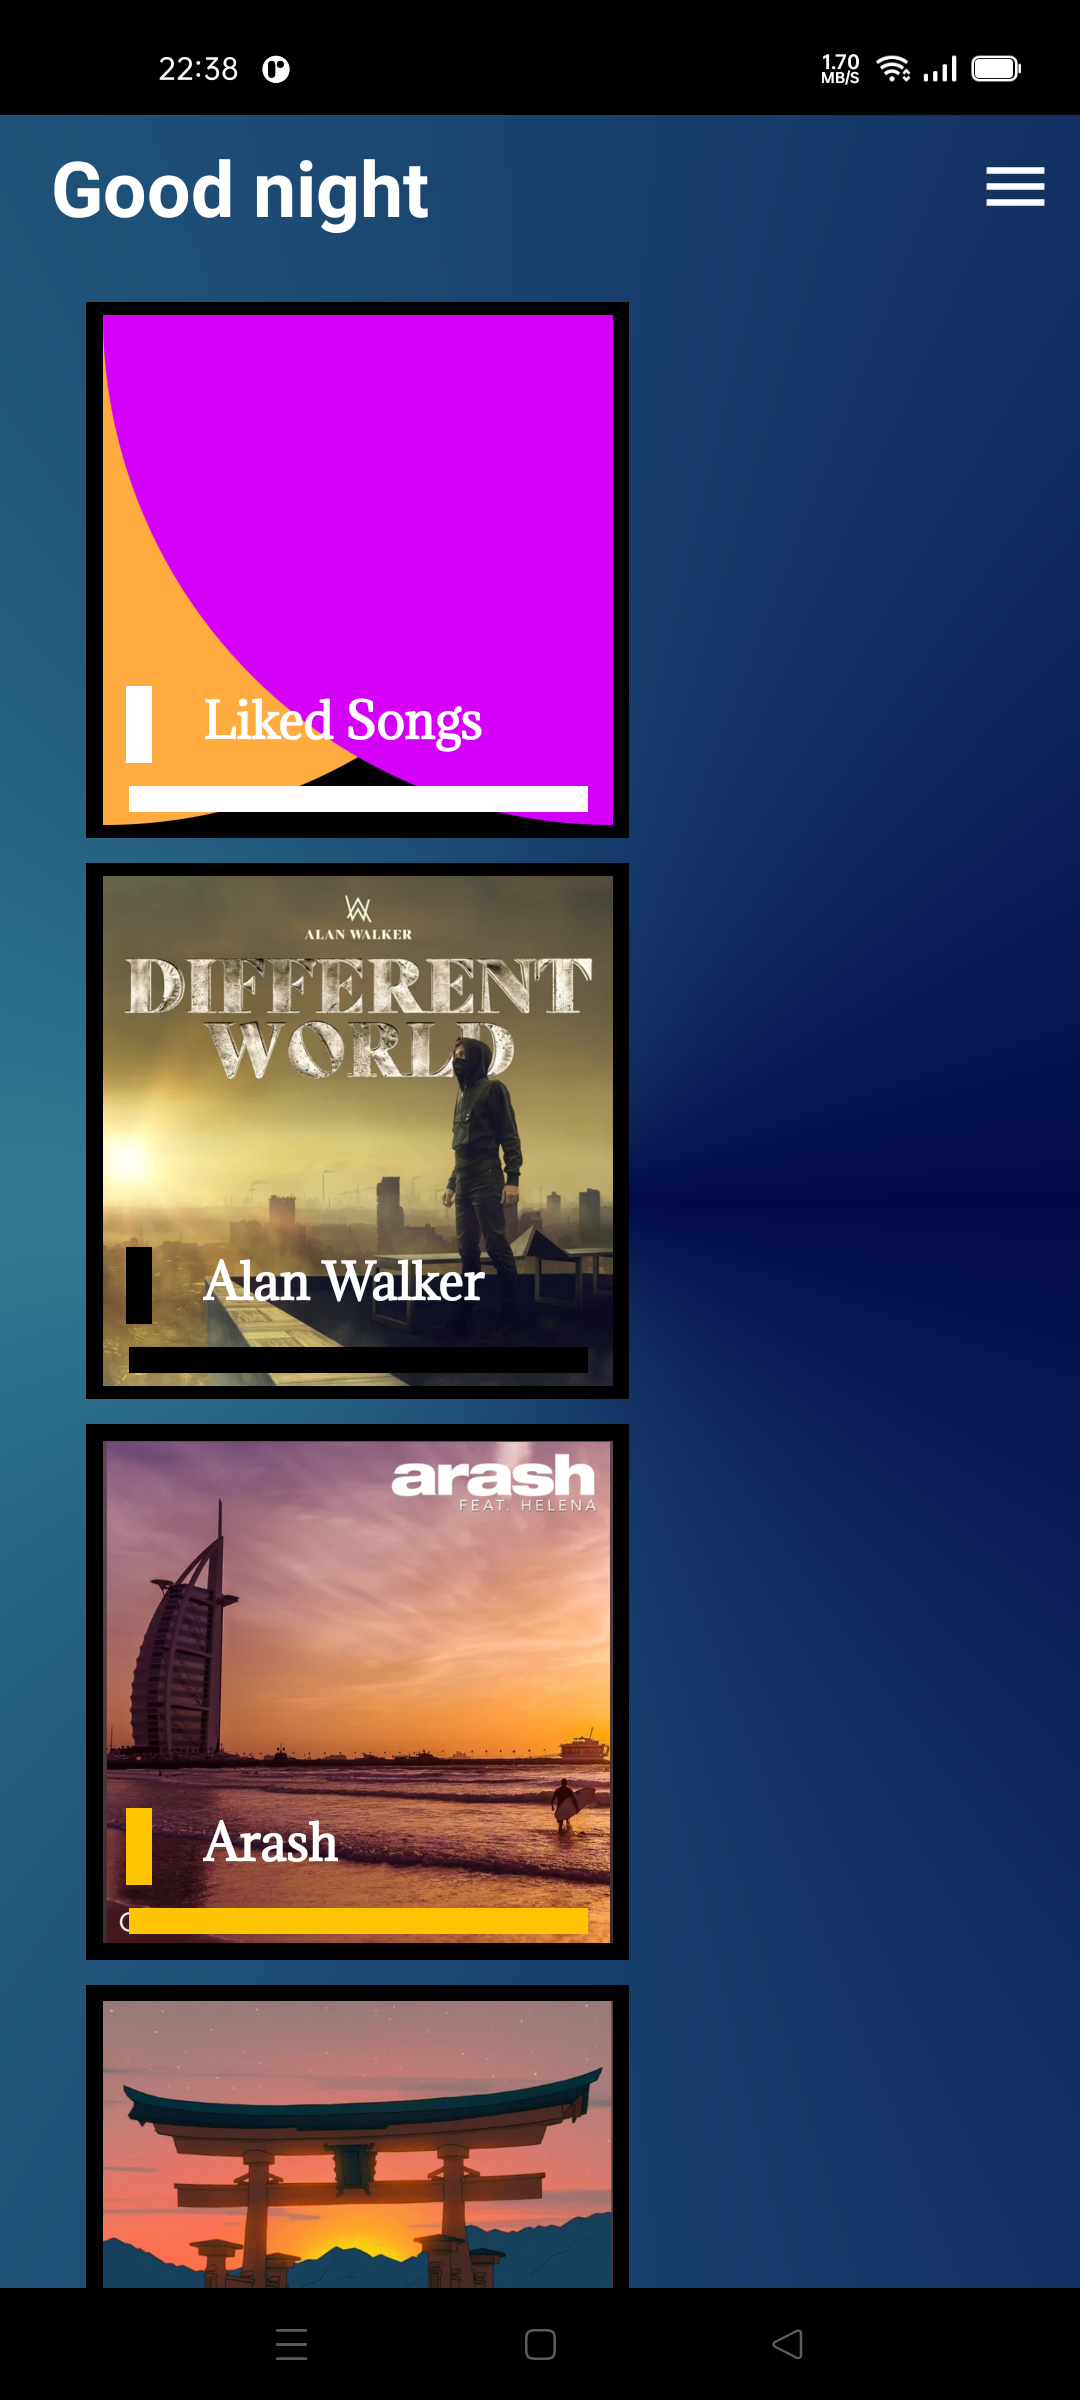 22:38
1.70
MB/S
Good night
Liked Songs
ALAN WALKER
DIFFERENT
WORLD
Alan Walker
arash
FEAT. HELENA
Arash